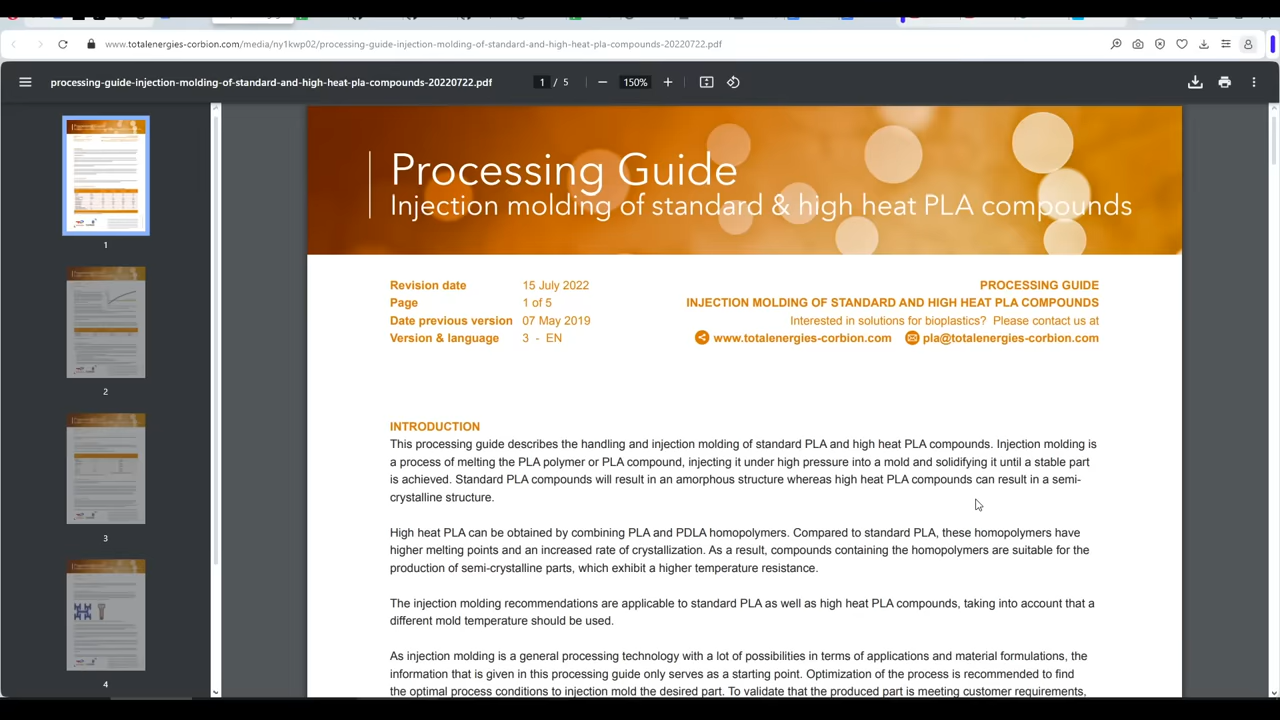 www.totalenergies-corbion.com/media/ny1kwp02/processing-guide-injection-molding-of-standard-and-high-heat-pla-compounds-20220722.pdf
processing-guide-injection-molding-of-standard-and-high-heat-pla-compounds-20220722.pdf
1 / 5
150%
Processing Guide
Injection molding of standard & high heat PLA compounds
Revision date 15 July 2022
Page 1 of 5
Date previous version 07 May 2019
Version & language 3 - EN
PROCESSING GUIDE
INJECTION MOLDING OF STANDARD AND HIGH HEAT PLA COMPOUNDS
Interested in solutions for bioplastics? Please contact us at
www.totalenergies-corbion.com pla@totalenergies-corbion.com
INTRODUCTION
This processing guide describes the handling and injection molding of standard PLA and high heat PLA compounds. Injection molding is
a process of melting the PLA polymer or PLA compound, injecting it under high pressure into a mold and solidifying it until a stable part
is achieved. Standard PLA compounds will result in an amorphous structure whereas high heat PLA compounds can result in a semi-
crystalline structure.
High heat PLA can be obtained by combining PLA and PDLA homopolymers. Compared to standard PLA, these homopolymers have
higher melting points and an increased rate of crystallization. As a result, compounds containing the homopolymers are suitable for the
production of semi-crystalline parts, which exhibit a higher temperature resistance.
The injection molding recommendations are applicable to standard PLA as well as high heat PLA compounds, taking into account that a
different mold temperature should be used.
As injection molding is a general processing technology with a lot of possibilities in terms of applications and material formulations, the
information that is given in this processing guide only serves as a starting point. Optimization of the process is recommended to find
the optimal process conditions to injection mold the desired part. To validate that the produced part is meeting customer requirements,
1
2
3
4